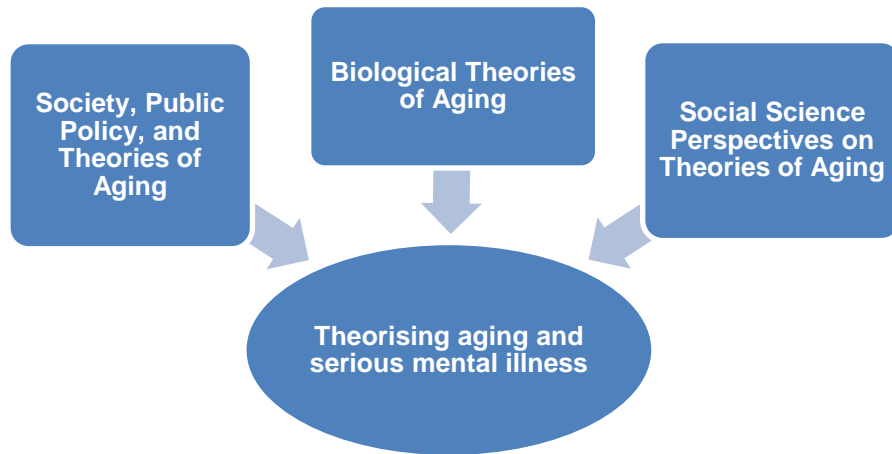 Society, Public
Policy, and
Theories of
Aging
Biological Theories
of Aging
Social Science
Perspectives on
Theories of Aging
Theorising aging and
serious mental illness